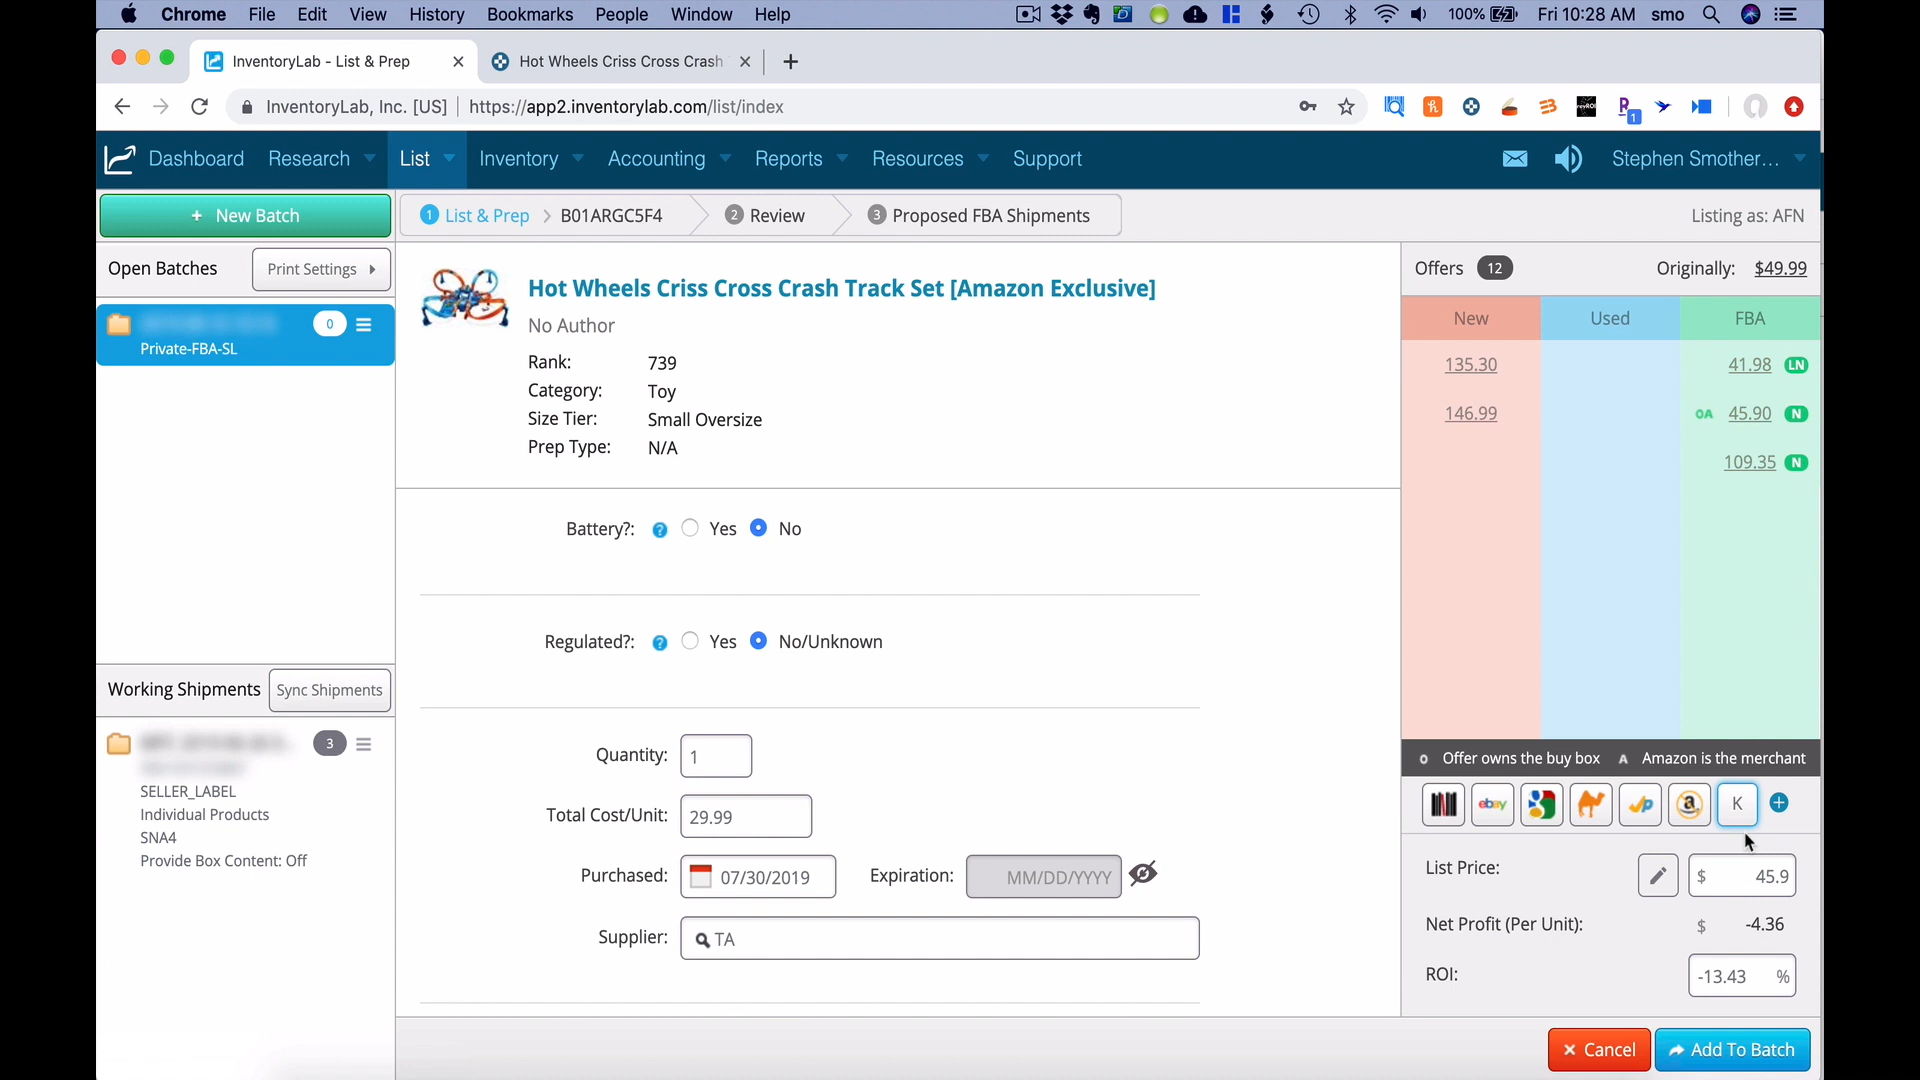 Chrome File Edit View History Bookmarks People Window Help 100% Fri 10:28 AM smo
InventoryLab - List & Prep Hot Wheels Criss Cross Crash
InventoryLab, Inc. [US] https://app2.inventorylab.com/list/index
Dashboard Research List Inventory Accounting Reports Resources Support Stephen Smother...
+ New Batch
1 List & Prep > B01ARGC5F4 2 Review 3 Proposed FBA Shipments Listing as: AFN
Open Batches Print Settings
0
Private-FBA-SL
Hot Wheels Criss Cross Crash Track Set [Amazon Exclusive]
No Author
Rank: 739
Category: Toy
Size Tier: Small Oversize
Prep Type: N/A
Offers 12 Originally: $49.99
New Used FBA
135.30 41.98 LN
146.99 OA 45.90 N
109.35 N
Battery?: Yes No
Regulated?: Yes No/Unknown
Working Shipments Sync Shipments
3
SELLER_LABEL
Individual Products
SNA4
Provide Box Content: Off
Quantity: 1
Total Cost/Unit: 29.99
Purchased: 07/30/2019 Expiration: MM/DD/YYYY
Supplier: TA
O Offer owns the buy box A Amazon is the merchant
ebay a K
List Price: $ 45.9
Net Profit (Per Unit): $ -4.36
ROI: -13.43 %
Cancel Add To Batch